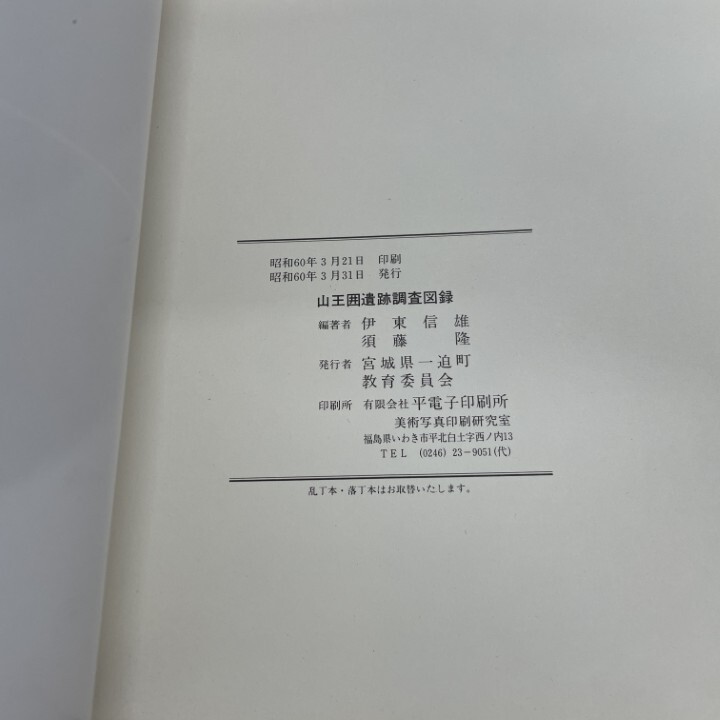 昭和60年3月21日 印刷
昭和60年3月31日 発行
山王囲遺跡調査図録
編著者 伊東信雄
須藤 隆
発行者 宮城県一迫町
教育委員会
印刷所 有限会社 平電子印刷所
美術写真印刷研究室
福島県いわき市平北白土字西ノ内13
TEL (0246) 23-9051(代)
乱丁本・落丁本はお取替いたします。